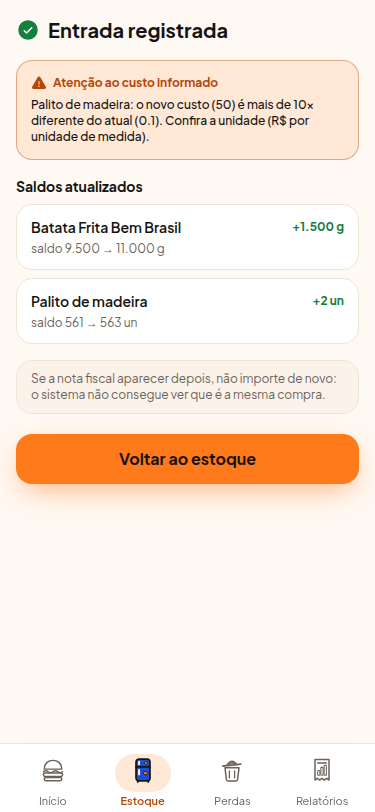 Entrada registrada
Atenção ao custo informado
Palito de madeira: o novo custo (50) é mais de 10×
diferente do atual (0.1). Confira a unidade (R$ por
unidade de medida).
Saldos atualizados
Batata Frita Bem Brasil
+1.500 g
saldo 9.500 → 11.000 g
Palito de madeira
+2 un
saldo 561 → 563 un
Se a nota fiscal aparecer depois, não importe de novo:
o sistema não consegue ver que é a mesma compra.
Voltar ao estoque
Início
Estoque
Perdas
Relatórios